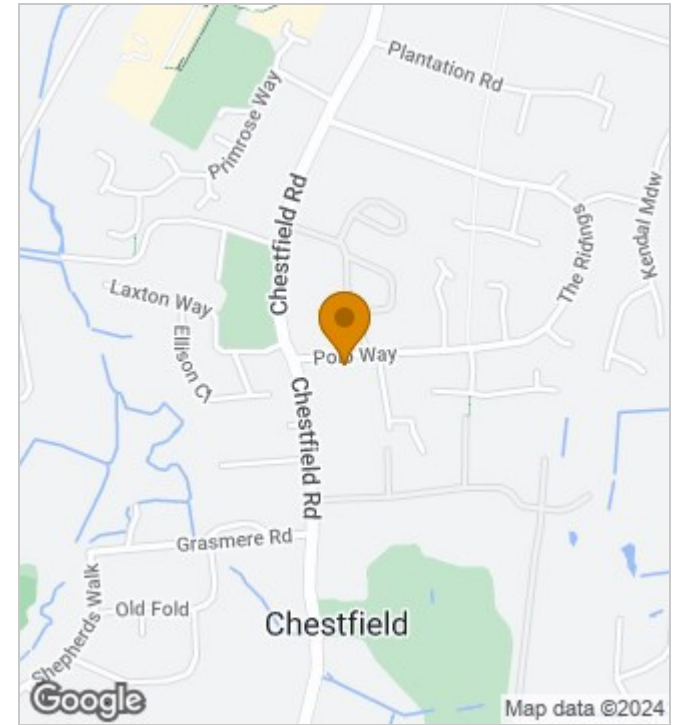 Plantation Rd
Primrose Way
Chestfield Rd
The Ridings
Kendal Mdw
Laxton Way
Ellison Ct
Polo Way
Chestfield Rd
Grasmere Rd
Shepherds Walk
Old Fold
Chestfield
Google
Map data ©2024